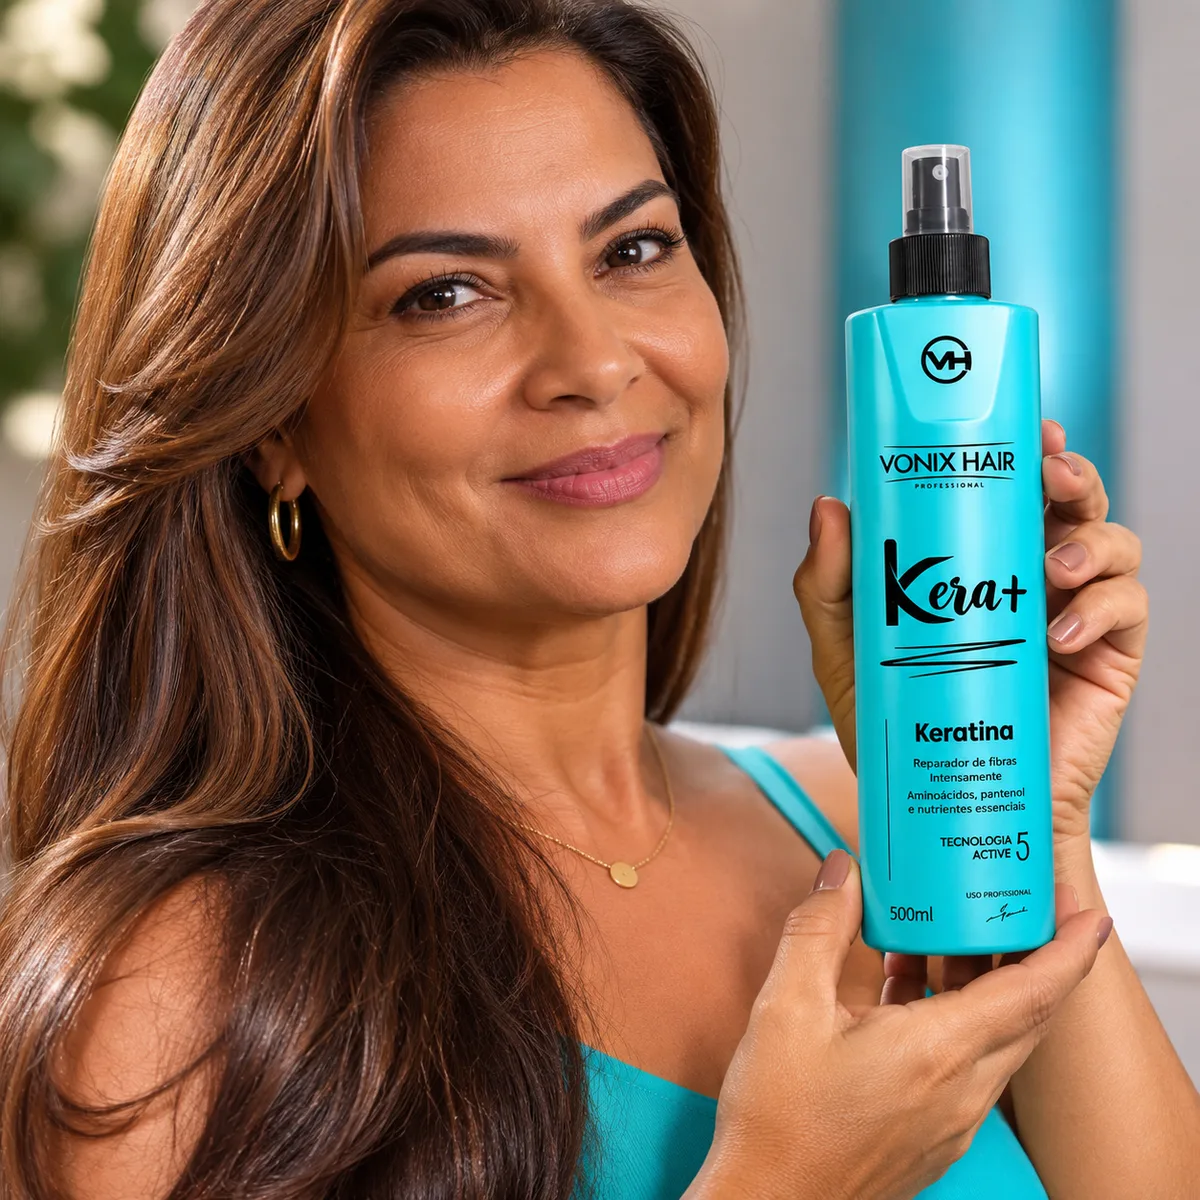 VH
VONIX HAIR
PROFESSIONAL
Kera+
Keratina
Reparador de fibras
Intensamente
Aminoácidos, pantenol
e nutrientes essenciais
TECNOLOGIA
ACTIVE 5
USO PROFISSIONAL
500ml